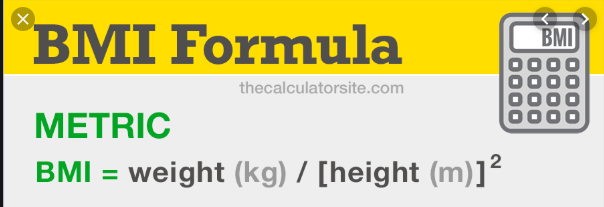 BMI Formula
BMI
thecalculatorsite.com
METRIC
BMI = weight (kg) / [height (m)]²